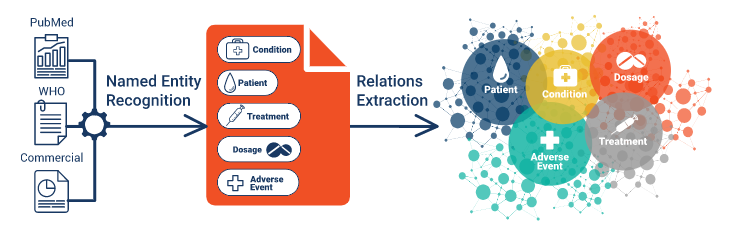 PubMed
WHO
Commercial
Named Entity
Recognition
Condition
Patient
Treatment
Dosage
Adverse
Event
Relations
Extraction
Patient
Condition
Dosage
Treatment
Adverse
Event